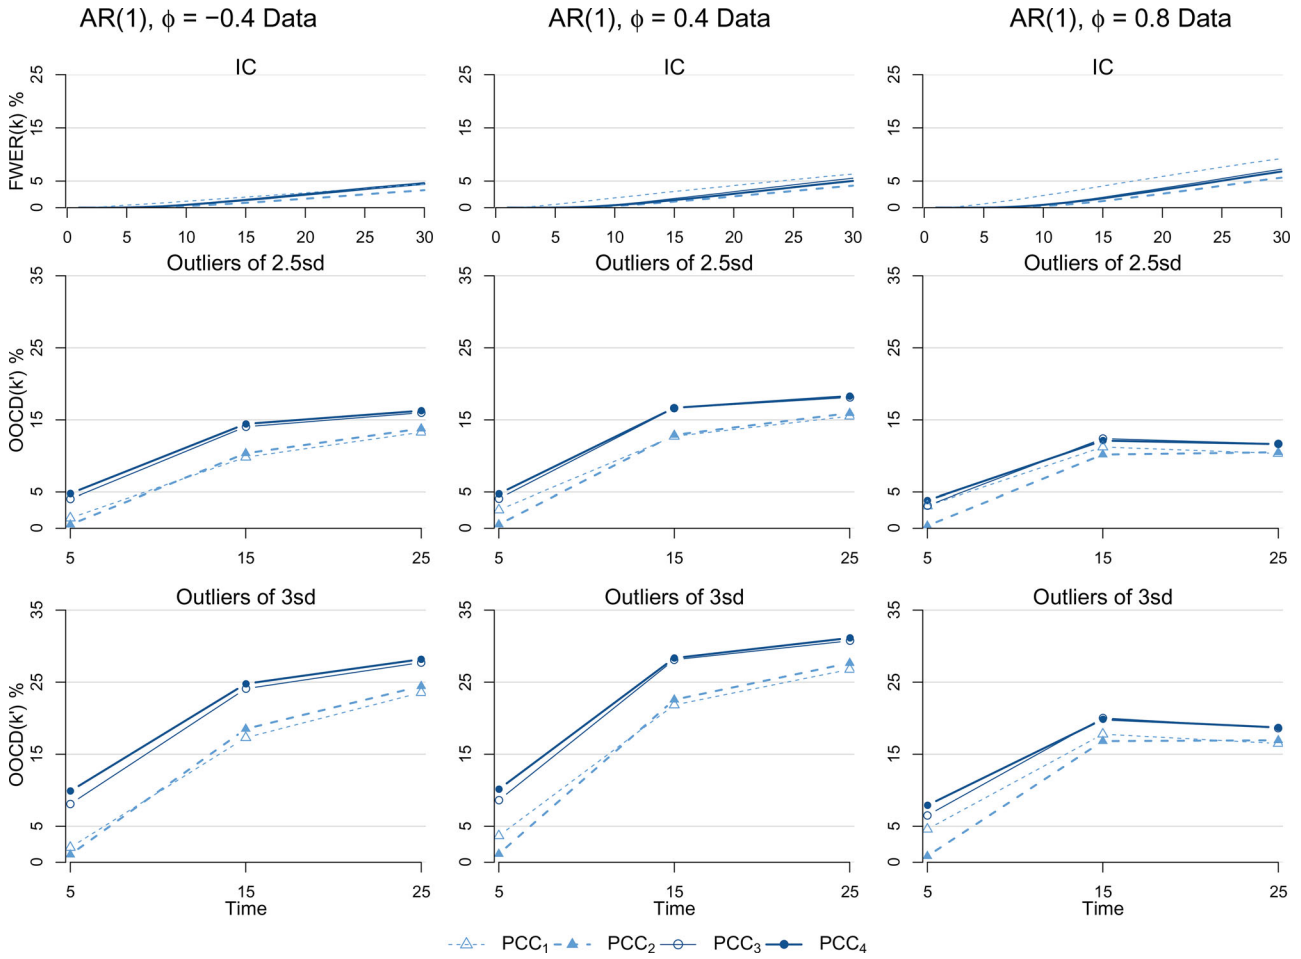 AR(1), ϕ = −0.4 Data
AR(1), ϕ = 0.4 Data
AR(1), ϕ = 0.8 Data
IC
IC
IC
FWER(k) %
25
15
5
0
0 5 10 15 20 25 30
0 5 10 15 20 25 30
0 5 10 15 20 25 30
25
15
5
0
25
15
5
0
Outliers of 2.5sd
Outliers of 2.5sd
Outliers of 2.5sd
OOCD(k') %
35
25
15
5
0
5 15 25
35
25
15
5
0
5 15 25
35
25
15
5
0
5 15 25
Outliers of 3sd
Outliers of 3sd
Outliers of 3sd
OOCD(k') %
35
25
15
5
0
5 15 25
Time
35
25
15
5
0
5 15 25
Time
35
25
15
5
0
5 15 25
Time
PCC₁ PCC₂ PCC₃ PCC₄